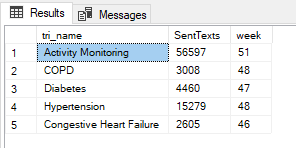 Results Messages
tri_name SentTexts week
1 Activity Monitoring 56597 51
2 COPD 3008 48
3 Diabetes 4460 47
4 Hypertension 15279 48
5 Congestive Heart Failure 2605 46